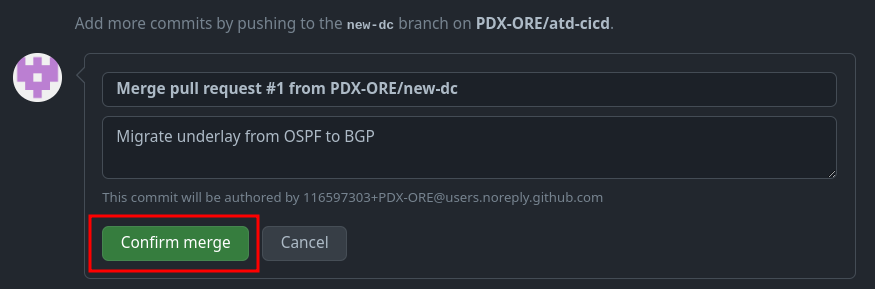 Add more commits by pushing to the new-dc branch on PDX-ORE/atd-cicd.
Merge pull request #1 from PDX-ORE/new-dc
Migrate underlay from OSPF to BGP
This commit will be authored by 116597303+PDX-ORE@users.noreply.github.com
Confirm merge Cancel